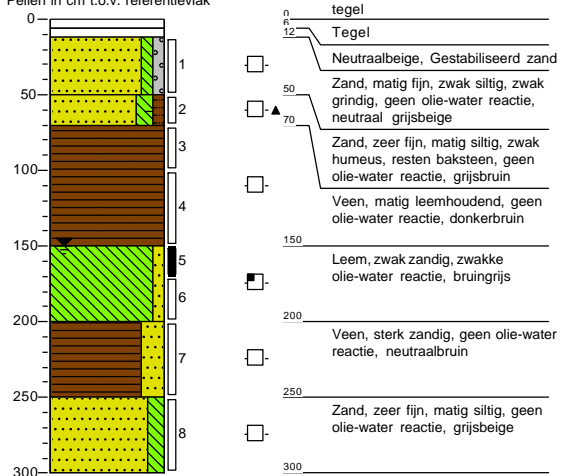 Peilen in cm t.o.v. referentievlak
0
50
100
150
200
250
300
1
2
3
4
5
6
7
8
0
tegel
6
Tegel
12
Neutraalbeige, Gestabiliseerd zand
Zand, matig fijn, zwak siltig, zwak
grindig, geen olie-water reactie,
neutraal grijsbeige
50
Zand, zeer fijn, matig siltig, zwak
humeus, resten baksteen, geen
olie-water reactie, grijsbruin
70
Veen, matig leemhoudend, geen
olie-water reactie, donkerbruin
150
Leem, zwak zandig, zwakke
olie-water reactie, bruingrijs
200
Veen, sterk zandig, geen olie-water
reactie, neutraalbruin
250
Zand, zeer fijn, matig siltig, geen
olie-water reactie, grijsbeige
300